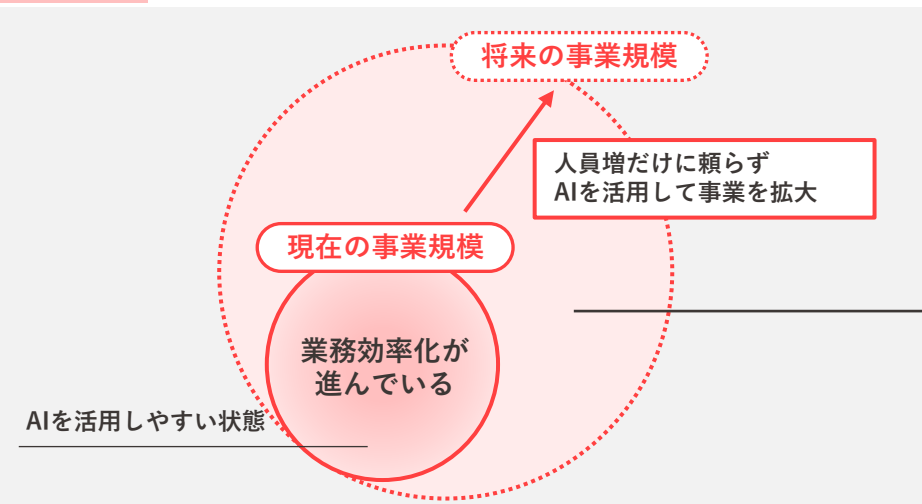 将来の事業規模
人員増だけに頼らず
AIを活用して事業を拡大
現在の事業規模
業務効率化が
進んでいる
AIを活用しやすい状態